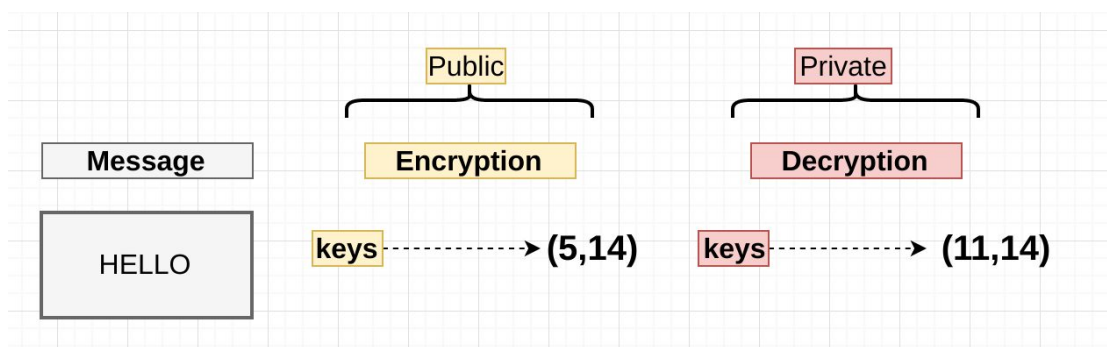 Public
Private
Message
Encryption
Decryption
HELLO
keys
(5,14)
keys
(11,14)